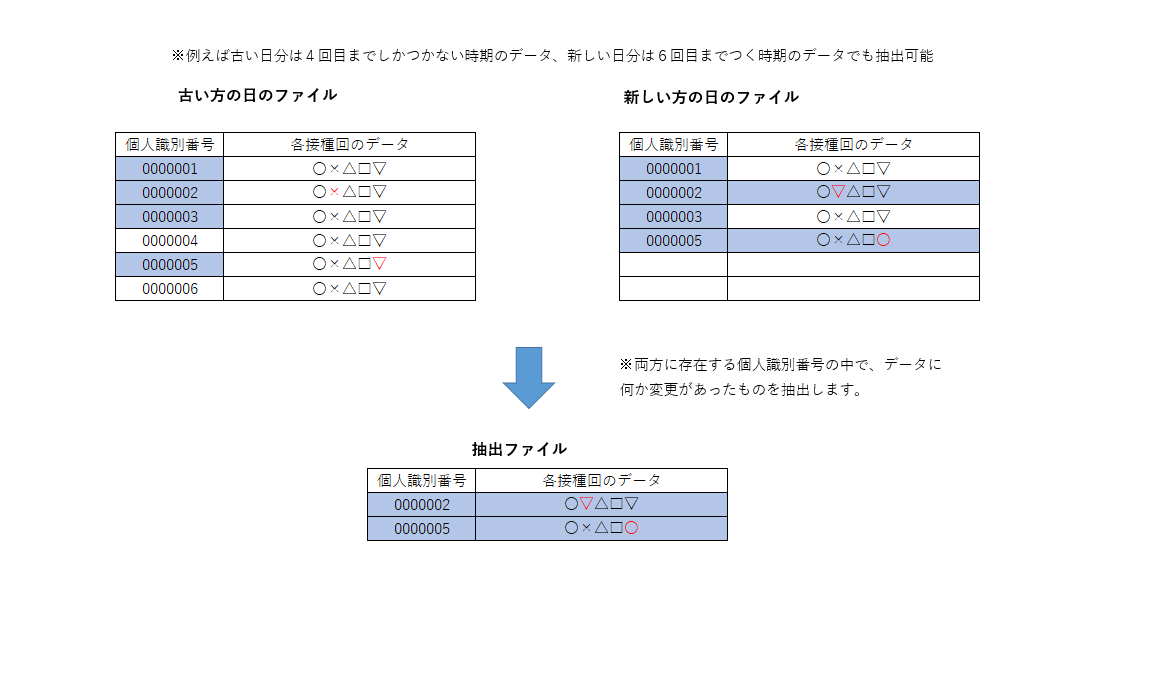 ※例えば古い日分は４回目までしかつかない時期のデータ、新しい日分は６回目までつく時期のデータでも抽出可能
古い方の日のファイル
個人識別番号 各接種回のデータ
0000001 ○×△□▽
0000002 ○×△□▽
0000003 ○×△□▽
0000004 ○×△□▽
0000005 ○×△□▽
0000006 ○×△□▽
新しい方の日のファイル
個人識別番号 各接種回のデータ
0000001 ○×△□▽
0000002 ○▽△□▽
0000003 ○×△□▽
0000005 ○×△□○
※両方に存在する個人識別番号の中で、データに
何か変更があったものを抽出します。
抽出ファイル
個人識別番号 各接種回のデータ
0000002 ○▽△□▽
0000005 ○×△□○